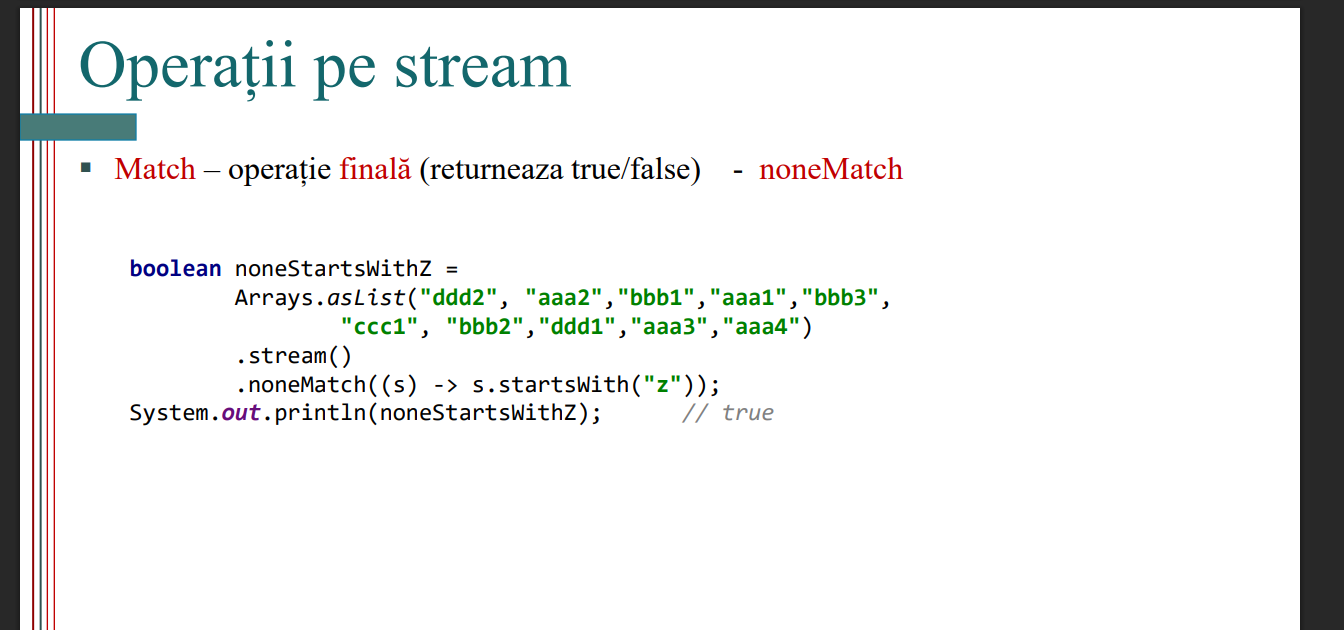 Operații pe stream
▪ Match – operație finală (returneaza true/false) - noneMatch
boolean noneStartsWithZ =
Arrays.asList("ddd2", "aaa2","bbb1","aaa1","bbb3",
"ccc1", "bbb2","ddd1","aaa3","aaa4")
.stream()
.noneMatch((s) -> s.startsWith("z"));
System.out.println(noneStartsWithZ); // true